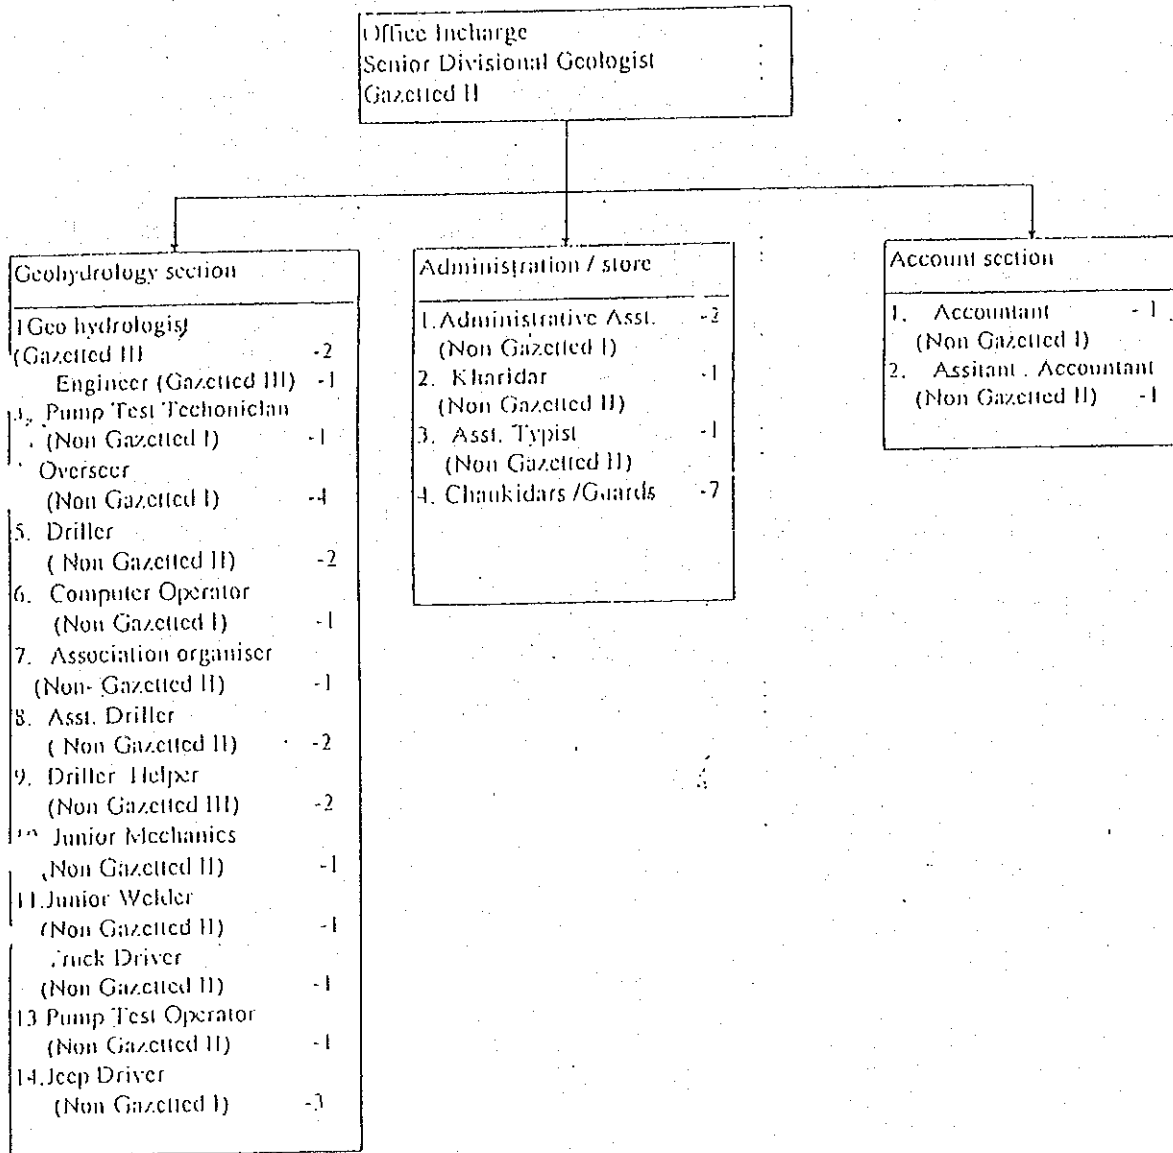 Office Incharge
Senior Divisional Geologist
Gazetted II
Geohydrology section
1Geo hydrologist
(Gazetted III -2
Engineer (Gazetted III) -1
3. Pump Test Techonician
(Non Gazetted I) -1
Overseer
(Non Gazetted I) -4
5. Driller
( Non Gazetted II) -2
6. Computer Operator
(Non Gazetted I) -1
7. Association organiser
(Non- Gazetted II) -1
8. Asst. Driller
( Non Gazetted II) -2
9. Driller Helper
(Non Gazetted III) -2
Junior Mechanics
(Non Gazetted II) -1
11.Junior Welder
(Non Gazetted II) -1
Truck Driver
(Non Gazetted II) -1
13 Pump Test Operator
(Non Gazetted II) -1
14.Jeep Driver
(Non Gazetted I) -3
Administration / store
1.Administrative Asst. -2
(Non Gazetted I)
2. Kharidar -1
(Non Gazetted II)
3. Asst. Typist -1
(Non Gazetted II)
4. Chaukidars /Guards -7
Account section
1. Accountant - 1
(Non Gazetted I)
2. Assitant . Accountant
(Non Gazetted II) -1